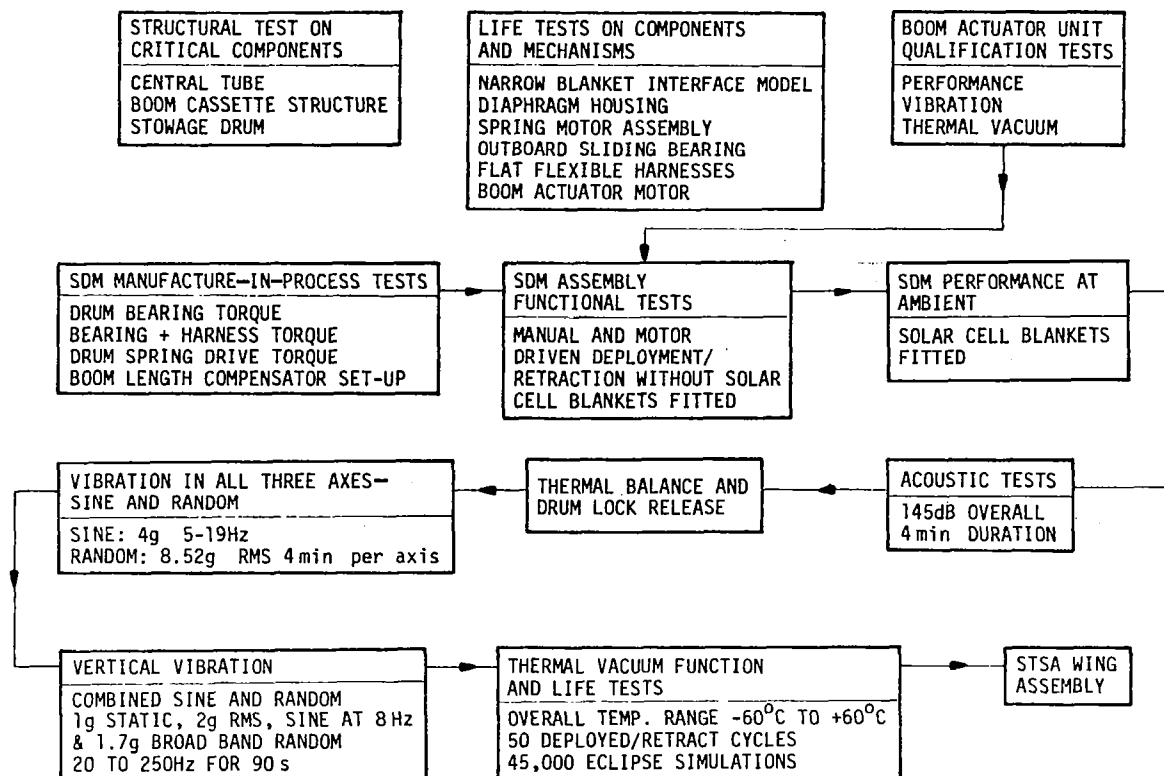 STRUCTURAL TEST ON
CRITICAL COMPONENTS
CENTRAL TUBE
BOOM CASSETTE STRUCTURE
STOWAGE DRUM
LIFE TESTS ON COMPONENTS
AND MECHANISMS
NARROW BLANKET INTERFACE MODEL
DIAPHRAGM HOUSING
SPRING MOTOR ASSEMBLY
OUTBOARD SLIDING BEARING
FLAT FLEXIBLE HARNESSES
BOOM ACTUATOR MOTOR
BOOM ACTUATOR UNIT
QUALIFICATION TESTS
PERFORMANCE
VIBRATION
THERMAL VACUUM
SDM MANUFACTURE—IN—PROCESS TESTS
DRUM BEARING TORQUE
BEARING + HARNESS TORQUE
DRUM SPRING DRIVE TORQUE
BOOM LENGTH COMPENSATOR SET-UP
SDM ASSEMBLY
FUNCTIONAL TESTS
MANUAL AND MOTOR
DRIVEN DEPLOYMENT/
RETRACTION WITHOUT SOLAR
CELL BLANKETS FITTED
SDM PERFORMANCE AT
AMBIENT
SOLAR CELL BLANKETS
FITTED
VIBRATION IN ALL THREE AXES—
SINE AND RANDOM
SINE: 4g 5-19Hz
RANDOM: 8.52g RMS 4min per axis
THERMAL BALANCE AND
DRUM LOCK RELEASE
ACOUSTIC TESTS
145dB OVERALL
4min DURATION
VERTICAL VIBRATION
COMBINED SINE AND RANDOM
1g STATIC, 2g RMS, SINE AT 8Hz
& 1.7g BROAD BAND RANDOM
20 TO 250Hz FOR 90s
THERMAL VACUUM FUNCTION
AND LIFE TESTS
OVERALL TEMP. RANGE -60°C TO +60°C
50 DEPLOYED/RETRACT CYCLES
45,000 ECLIPSE SIMULATIONS
STSA WING
ASSEMBLY